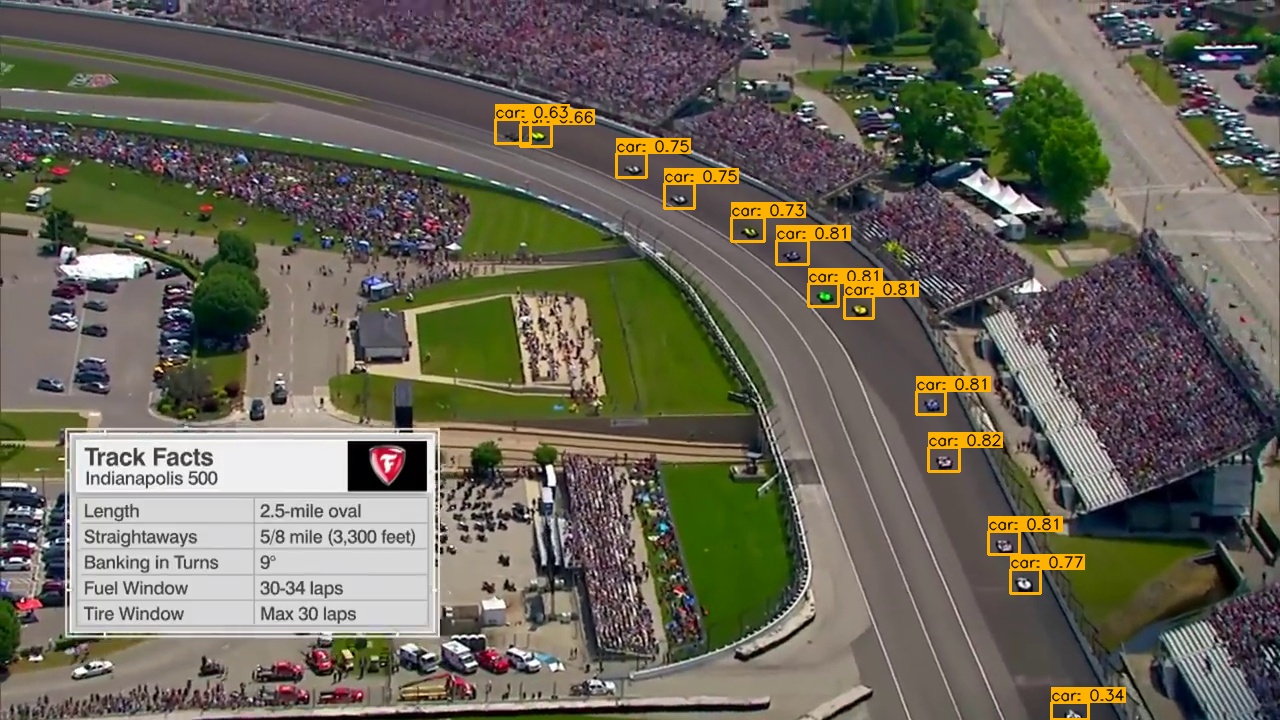 car: 0.63
0.66
car: 0.75
car: 0.75
car: 0.73
car: 0.81
car: 0.81
car: 0.81
car: 0.81
car: 0.82
car: 0.81
car: 0.77
car: 0.34
Track Facts
Indianapolis 500
F
Length 2.5-mile oval
Straightaways 5/8 mile (3,300 feet)
Banking in Turns 9°
Fuel Window 30-34 laps
Tire Window Max 30 laps